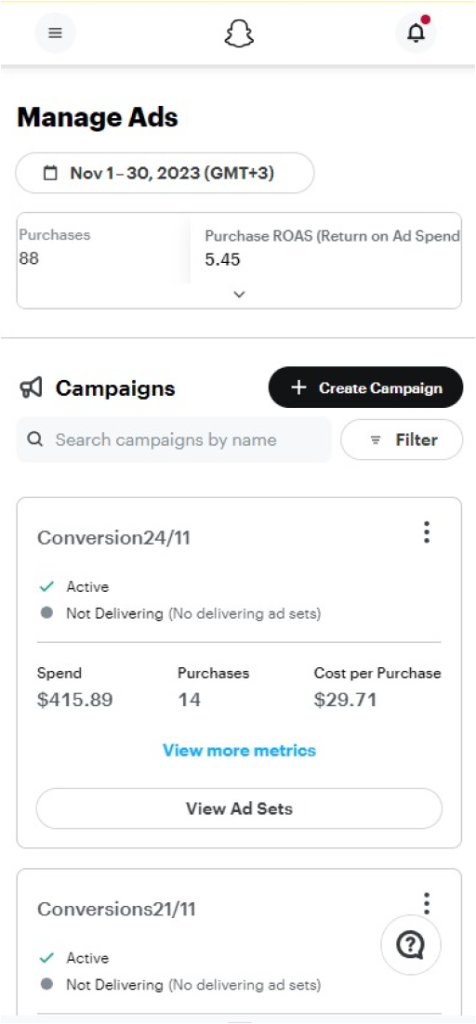 Manage Ads
Nov 1–30, 2023 (GMT+3)
Purchases
88
Purchase ROAS (Return on Ad Spend
5.45
Campaigns
+ Create Campaign
Search campaigns by name
Filter
Conversion24/11
Active
Not Delivering (No delivering ad sets)
Spend
$415.89
Purchases
14
Cost per Purchase
$29.71
View more metrics
View Ad Sets
Conversions21/11
Active
Not Delivering (No delivering ad sets)